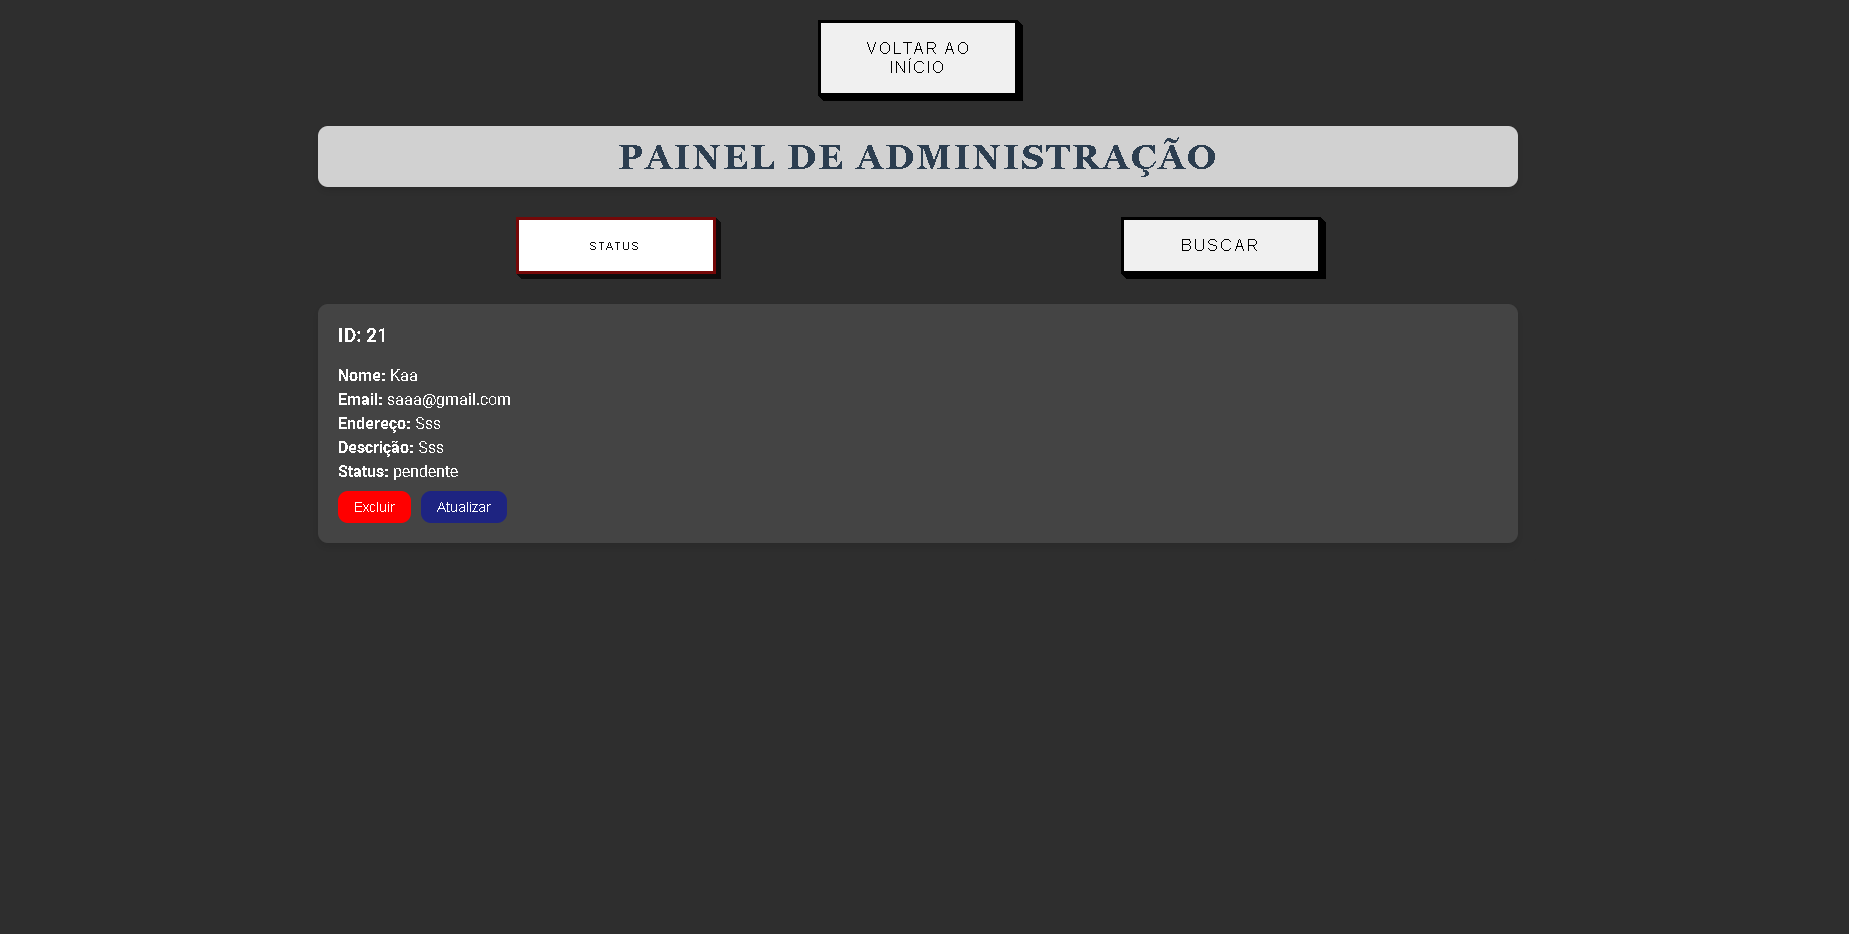 VOLTAR AO
INÍCIO
PAINEL DE ADMINISTRAÇÃO
STATUS
BUSCAR
ID: 21
Nome: Kaa
Email: saaa@gmail.com
Endereço: Sss
Descrição: Sss
Status: pendente
Excluir
Atualizar